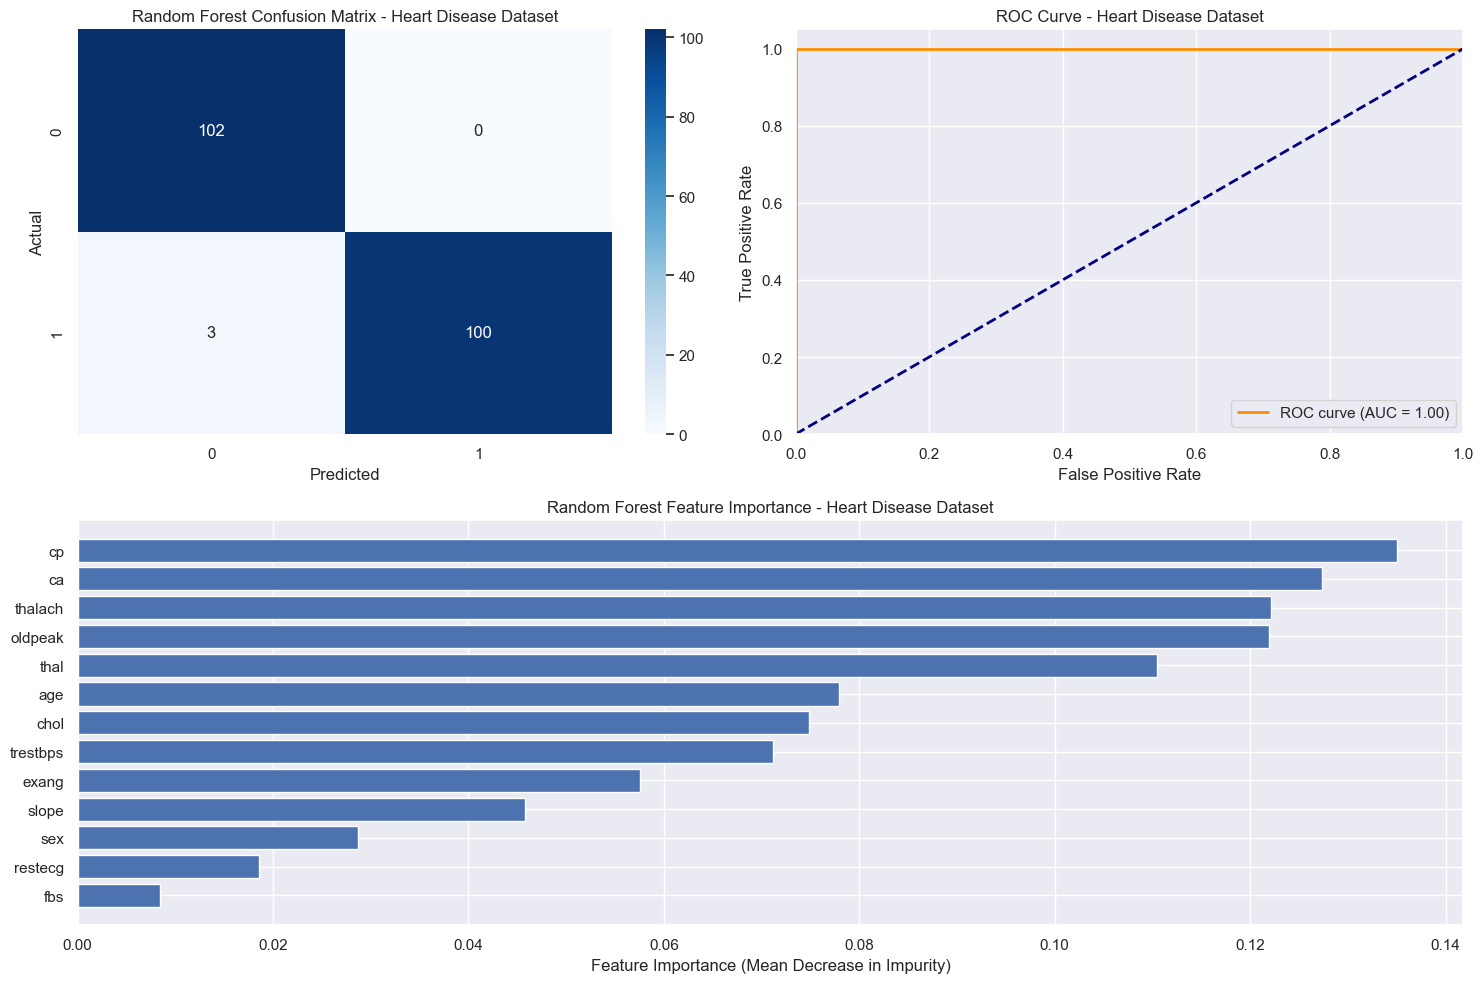 Random Forest Confusion Matrix - Heart Disease Dataset
Actual
0
1
102
0
3
100
0
1
Predicted
100
80
60
40
20
0
ROC Curve - Heart Disease Dataset
True Positive Rate
1.0
0.8
0.6
0.4
0.2
0.0
0.0 0.2 0.4 0.6 0.8 1.0
False Positive Rate
ROC curve (AUC = 1.00)
Random Forest Feature Importance - Heart Disease Dataset
cp
ca
thalach
oldpeak
thal
age
chol
trestbps
exang
slope
sex
restecg
fbs
0.00 0.02 0.04 0.06 0.08 0.10 0.12 0.14
Feature Importance (Mean Decrease in Impurity)